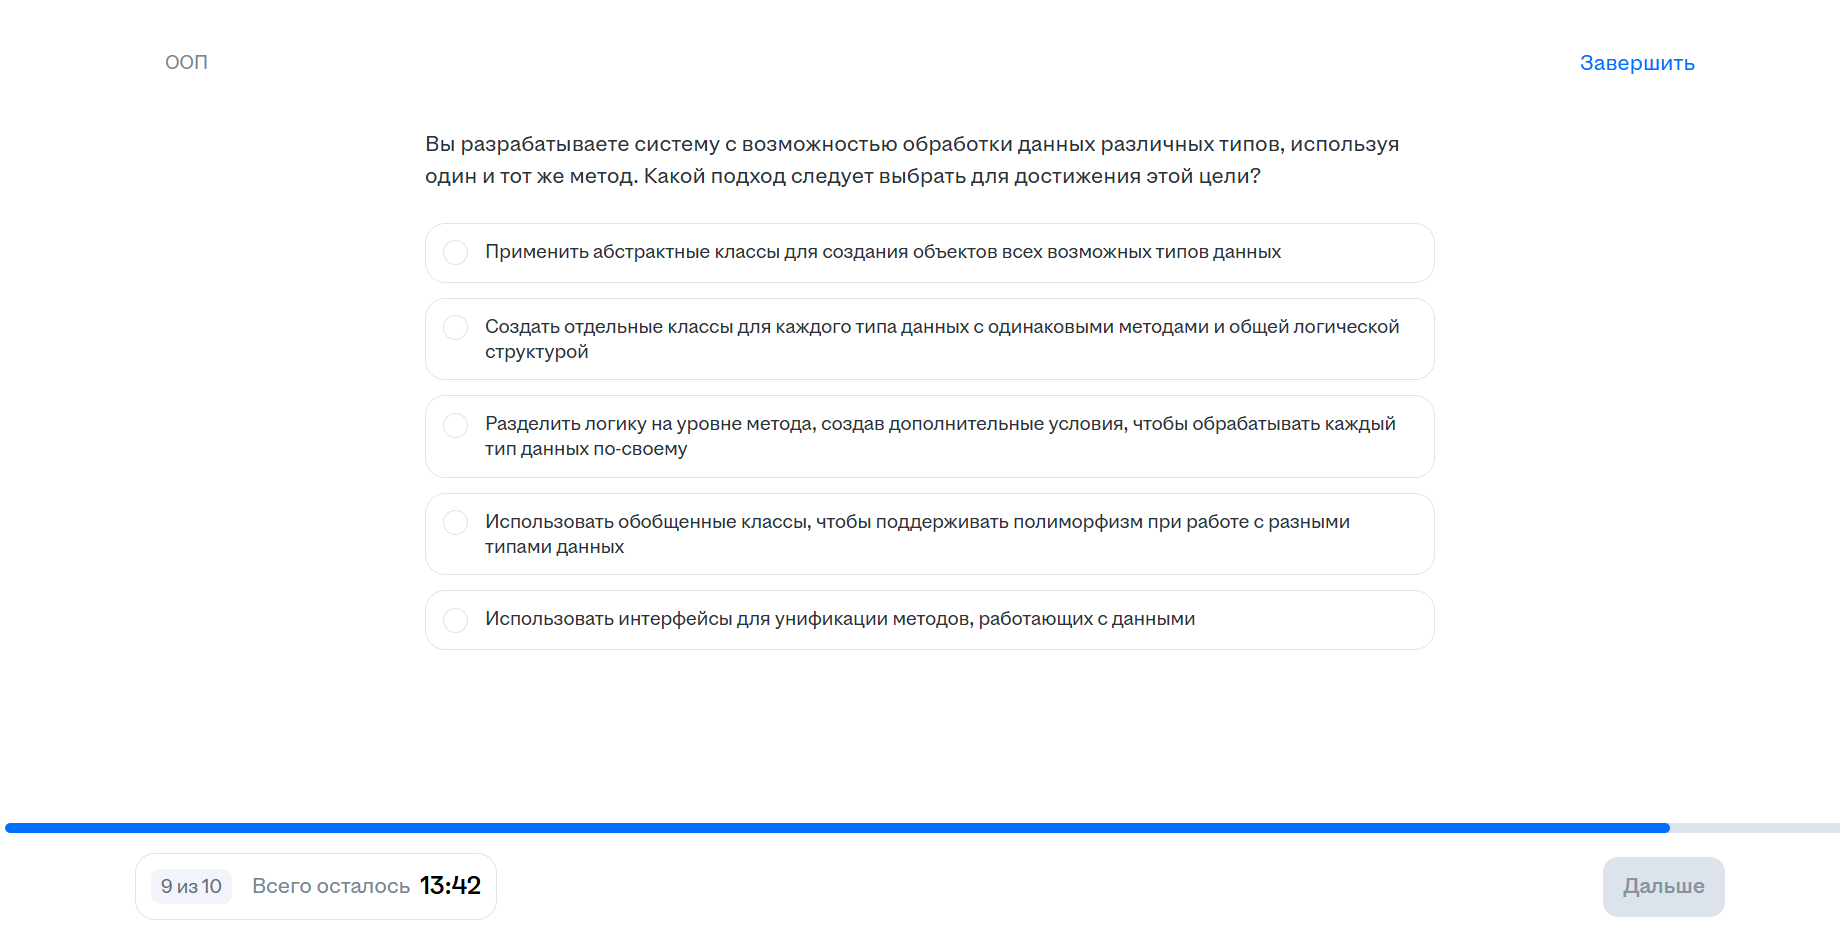 ООП
Завершить
Вы разрабатываете систему с возможностью обработки данных различных типов, используя
один и тот же метод. Какой подход следует выбрать для достижения этой цели?
Применить абстрактные классы для создания объектов всех возможных типов данных
Создать отдельные классы для каждого типа данных с одинаковыми методами и общей логической
структурой
Разделить логику на уровне метода, создав дополнительные условия, чтобы обрабатывать каждый
тип данных по-своему
Использовать обобщенные классы, чтобы поддерживать полиморфизм при работе с разными
типами данных
Использовать интерфейсы для унификации методов, работающих с данными
9 из 10 Всего осталось 13:42
Дальше